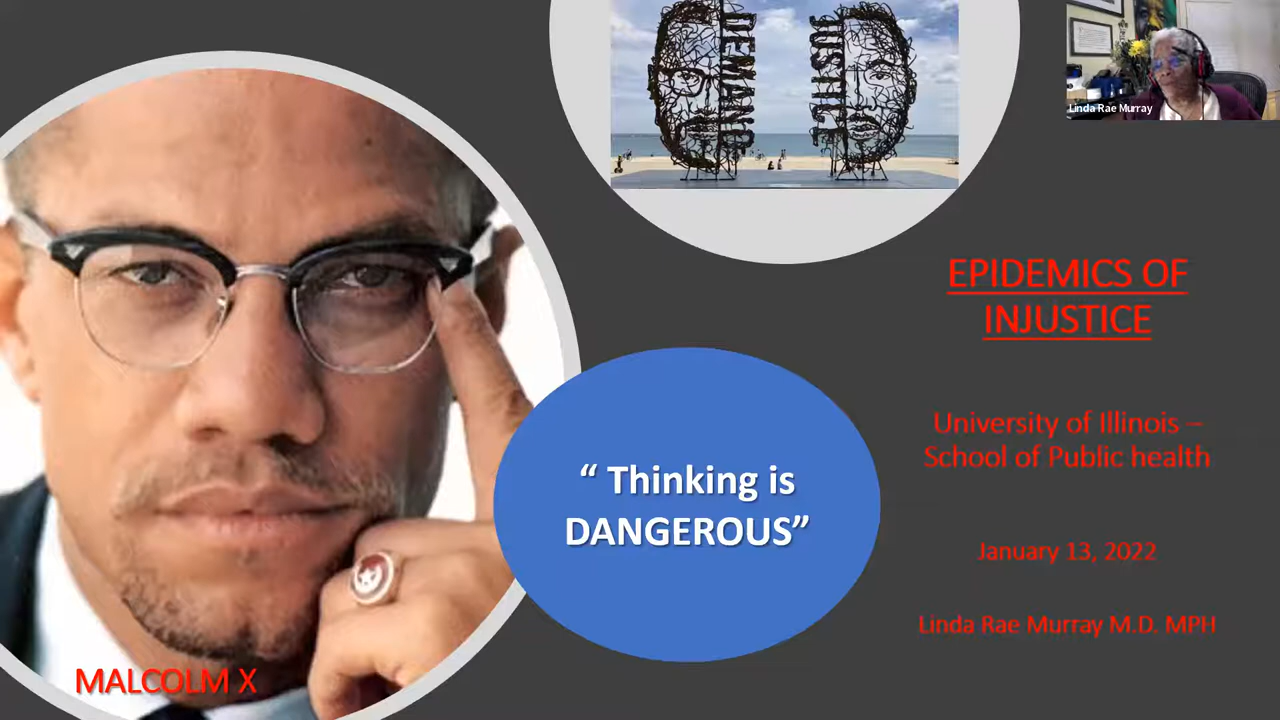 DEMAND
JUSTICE
Linda Rae Murray
EPIDEMICS OF
INJUSTICE
University of Illinois –
School of Public health
“ Thinking is
DANGEROUS”
January 13, 2022
Linda Rae Murray M.D. MPH
MALCOLM X